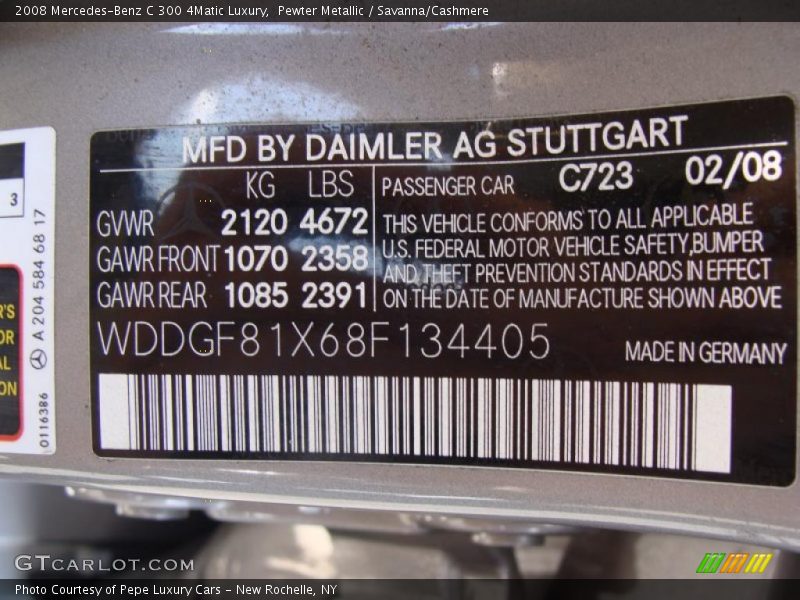 2008 Mercedes-Benz C 300 4Matic Luxury, Pewter Metallic / Savanna/Cashmere
MFD BY DAIMLER AG STUTTGART
KG LBS
GVWR 2120 4672
GAWR FRONT 1070 2358
GAWR REAR 1085 2391
PASSENGER CAR C723 02/08
THIS VEHICLE CONFORMS TO ALL APPLICABLE
U.S. FEDERAL MOTOR VEHICLE SAFETY,BUMPER
AND THEFT PREVENTION STANDARDS IN EFFECT
ON THE DATE OF MANUFACTURE SHOWN ABOVE
WDDGF81X68F134405
MADE IN GERMANY
3
A 204 584 68 17
0116386
R'S
OR
AL
ON
GTCARLOT.COM
Photo Courtesy of Pepe Luxury Cars - New Rochelle, NY